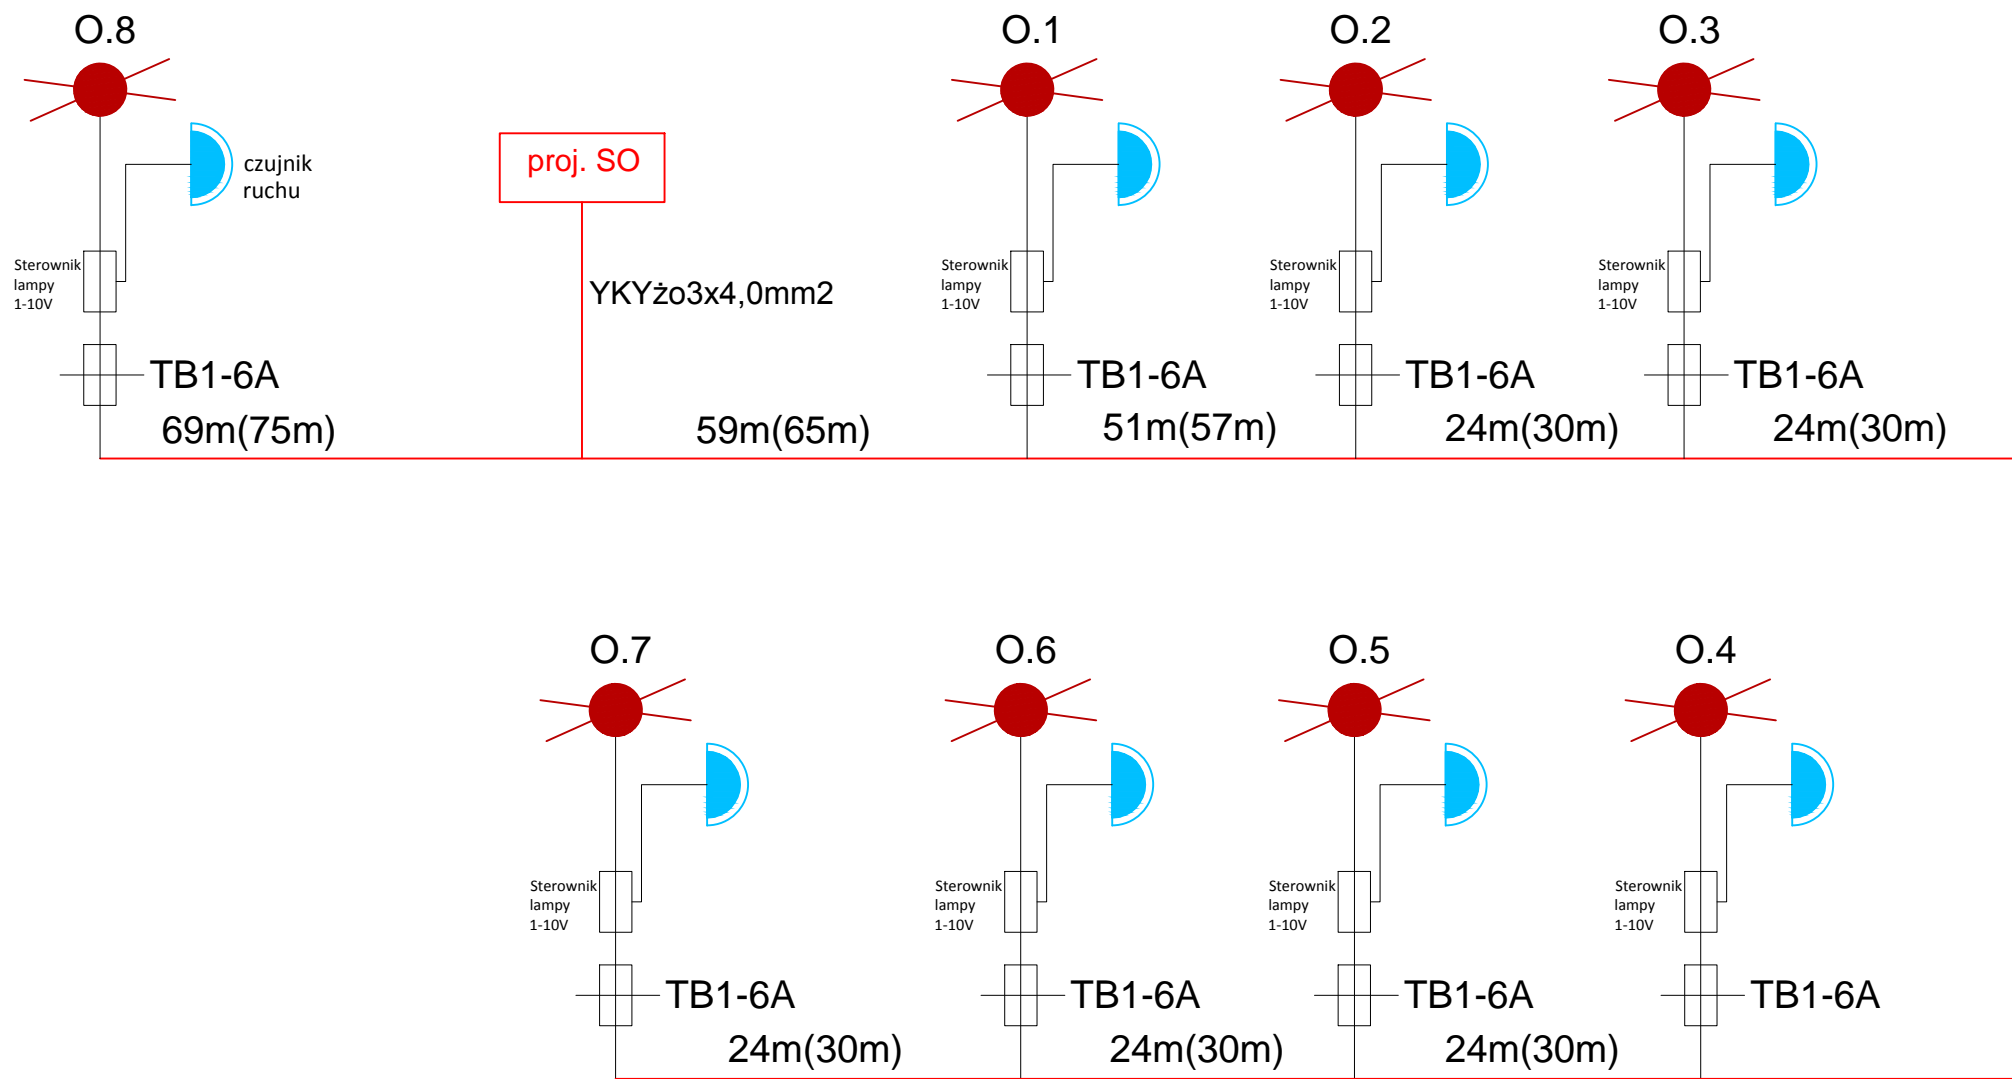 O.8
O.1
O.2
O.3
proj. SO
czujnik
ruchu
Sterownik
lampy
1-10V
YKYżo3x4,0mm2
Sterownik
lampy
1-10V
Sterownik
lampy
1-10V
Sterownik
lampy
1-10V
TB1-6A
TB1-6A
TB1-6A
TB1-6A
69m(75m)
59m(65m)
51m(57m)
24m(30m)
24m(30m)
O.7
O.6
O.5
O.4
Sterownik
lampy
1-10V
Sterownik
lampy
1-10V
Sterownik
lampy
1-10V
Sterownik
lampy
1-10V
TB1-6A
TB1-6A
TB1-6A
TB1-6A
24m(30m)
24m(30m)
24m(30m)